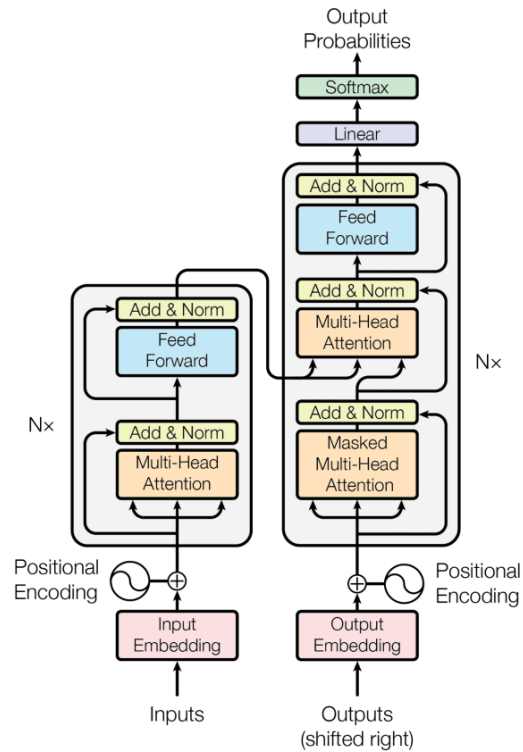 Output
Probabilities
Softmax
Linear
Add & Norm
Feed
Forward
Add & Norm
Multi-Head
Attention
Add & Norm
Masked
Multi-Head
Attention
N×
Positional
Encoding
Output
Embedding
Outputs
(shifted right)
Add & Norm
Feed
Forward
N×
Add & Norm
Multi-Head
Attention
Positional
Encoding
Input
Embedding
Inputs